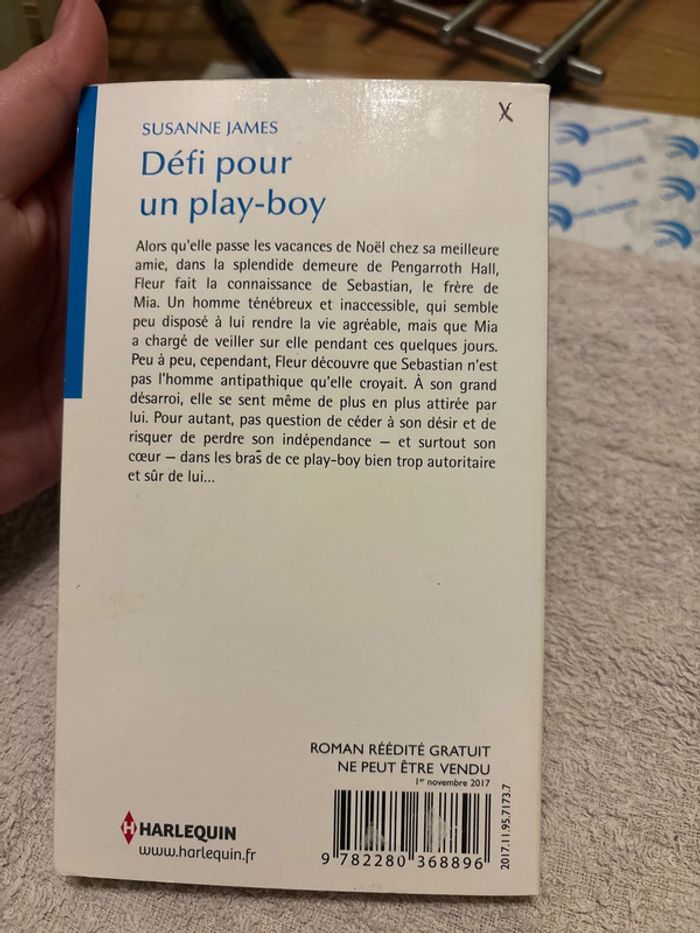 X
SUSANNE JAMES
Défi pour
un play-boy
Alors qu'elle passe les vacances de Noël chez sa meilleure
amie, dans la splendide demeure de Pengarroth Hall,
Fleur fait la connaissance de Sebastian, le frère de
Mia. Un homme ténébreux et inaccessible, qui semble
peu disposé à lui rendre la vie agréable, mais que Mia
a chargé de veiller sur elle pendant ces quelques jours.
Peu à peu, cependant, Fleur découvre que Sebastian n'est
pas l'homme antipathique qu'elle croyait. À son grand
désarroi, elle se sent même de plus en plus attirée par
lui. Pour autant, pas question de céder à son désir et de
risquer de perdre son indépendance – et surtout son
cœur – dans les bras de ce play-boy bien trop autoritaire
et sûr de lui...
ROMAN RÉÉDITÉ GRATUIT
NE PEUT ÊTRE VENDU
1er novembre 2017
H HARLEQUIN
www.harlequin.fr
9 782280 368896
2017.11.95.7173.7